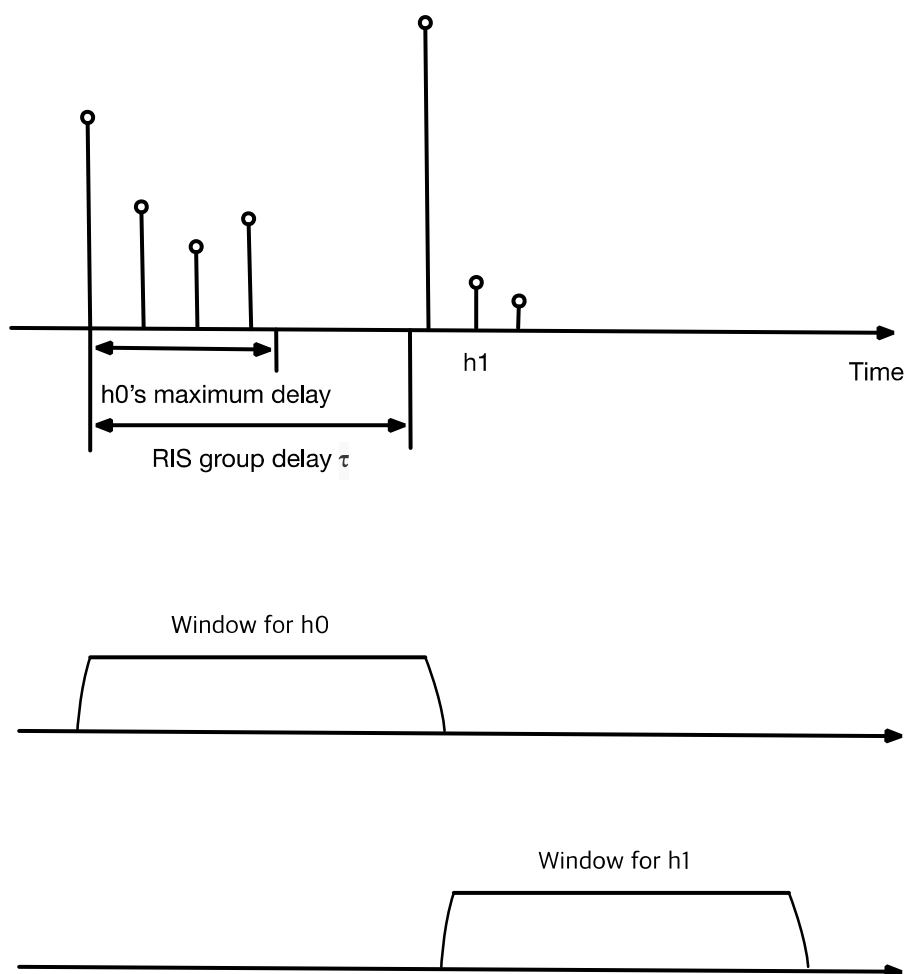 h1
Time
h0’s maximum delay
RIS group delay τ
Window for h0
Window for h1